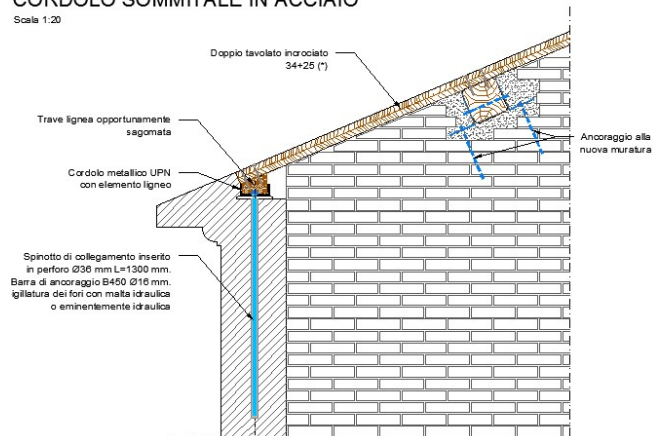 CORDOLO SOMMITALE IN ACCIAIO
Scala 1:20
Doppio tavolato incrociato
34+25 (*)
Trave lignea opportunamente
sagomata
Cordolo metallico UPN
con elemento ligneo
Ancoraggio alla
nuova muratura
Spinotto di collegamento inserito
in perforo Ø36 mm L=1300 mm.
Barra di ancoraggio B450 Ø16 mm.
igillatura dei fori con malta idraulica
o eminentemente idraulica